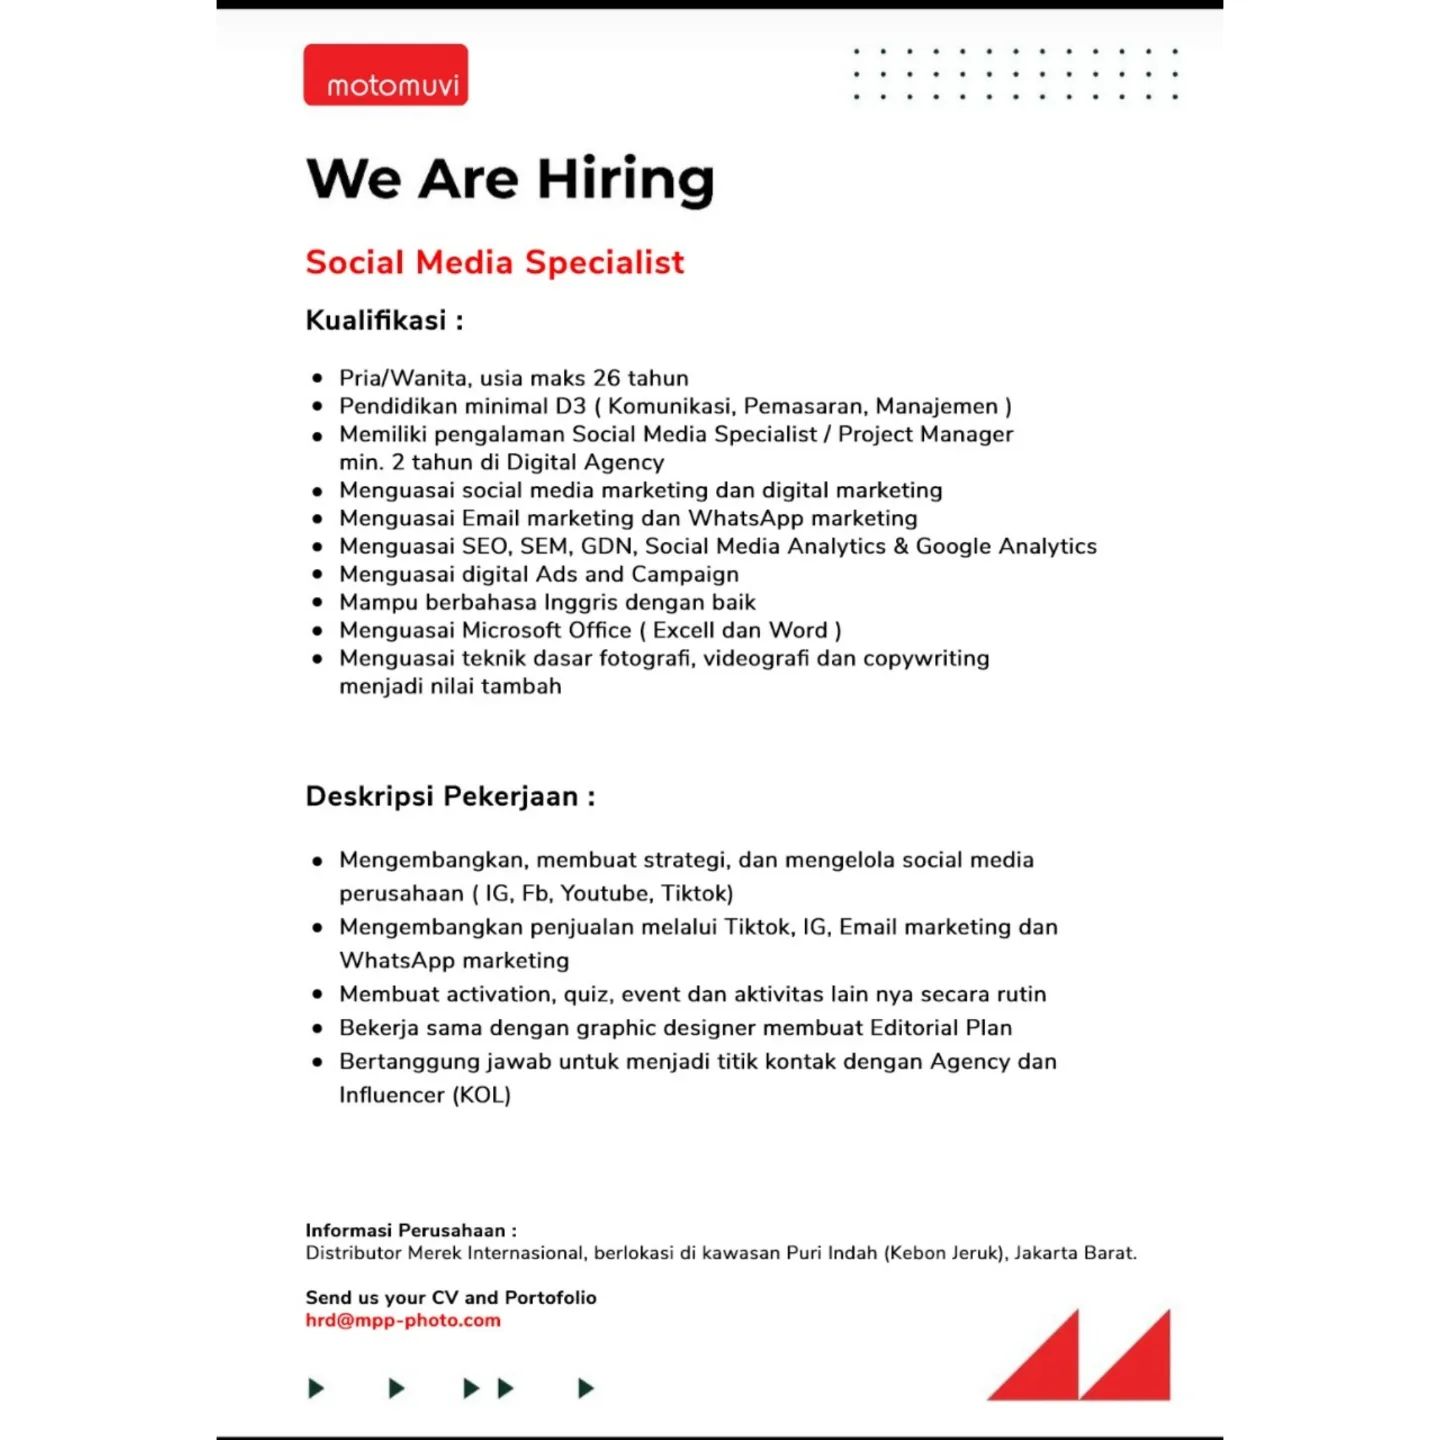 motomuvi
We Are Hiring
Social Media Specialist
Kualifikasi :
Pria/Wanita, usia maks 26 tahun
Pendidikan minimal D3 ( Komunikasi, Pemasaran, Manajemen )
Memiliki pengalaman Social Media Specialist / Project Manager
min. 2 tahun di Digital Agency
Menguasai social media marketing dan digital marketing
Menguasai Email marketing dan WhatsApp marketing
Menguasai SEO, SEM, GDN, Social Media Analytics & Google Analytics
Menguasai digital Ads and Campaign
Mampu berbahasa Inggris dengan baik
Menguasai Microsoft Office ( Excell dan Word )
Menguasai teknik dasar fotografi, videografi dan copywriting
menjadi nilai tambah
Deskripsi Pekerjaan :
Mengembangkan, membuat strategi, dan mengelola social media
perusahaan ( IG, Fb, Youtube, Tiktok)
Mengembangkan penjualan melalui Tiktok, IG, Email marketing dan
WhatsApp marketing
Membuat activation, quiz, event dan aktivitas lain nya secara rutin
Bekerja sama dengan graphic designer membuat Editorial Plan
Bertanggung jawab untuk menjadi titik kontak dengan Agency dan
Influencer (KOL)
Informasi Perusahaan :
Distributor Merek Internasional, berlokasi di kawasan Puri Indah (Kebon Jeruk), Jakarta Barat.
Send us your CV and Portofolio
hrd@mpp-photo.com